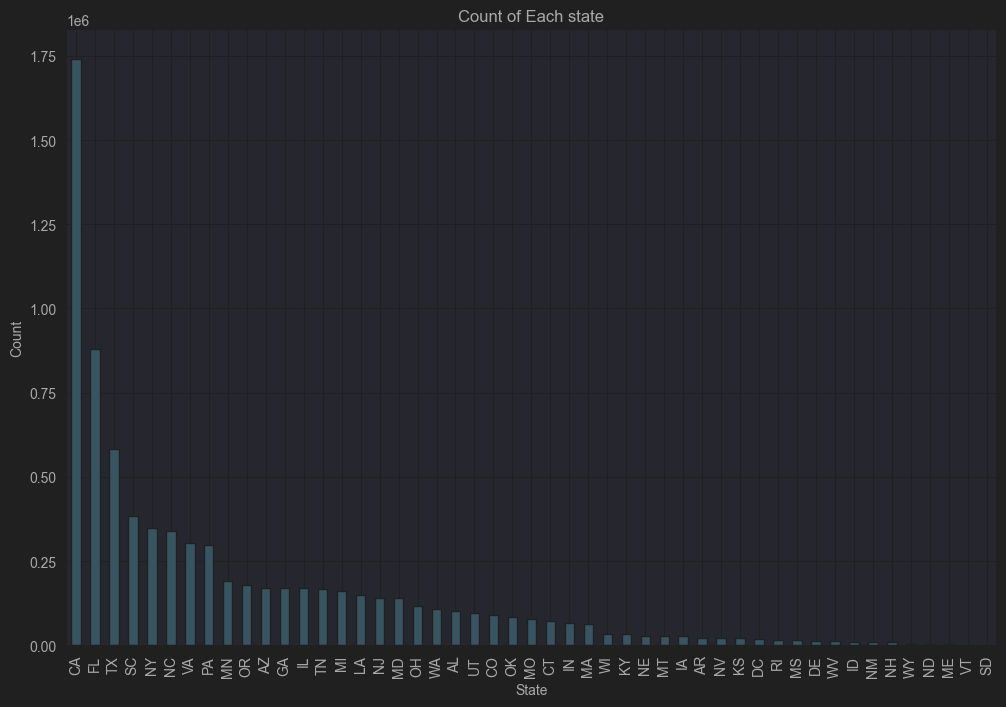 Count of Each state
1e6
1.75
1.50
1.25
1.00
0.75
0.50
0.25
0.00
Count
CA FL TX SC NY NC VA PA MN OR AZ GA IL TN MI LA NJ MD OH WA AL UT CO OK MO CT IN MA WI KY NE MT IA AR NV KS DC RI MS DE WV ID NM NH WY ND ME VT SD
State